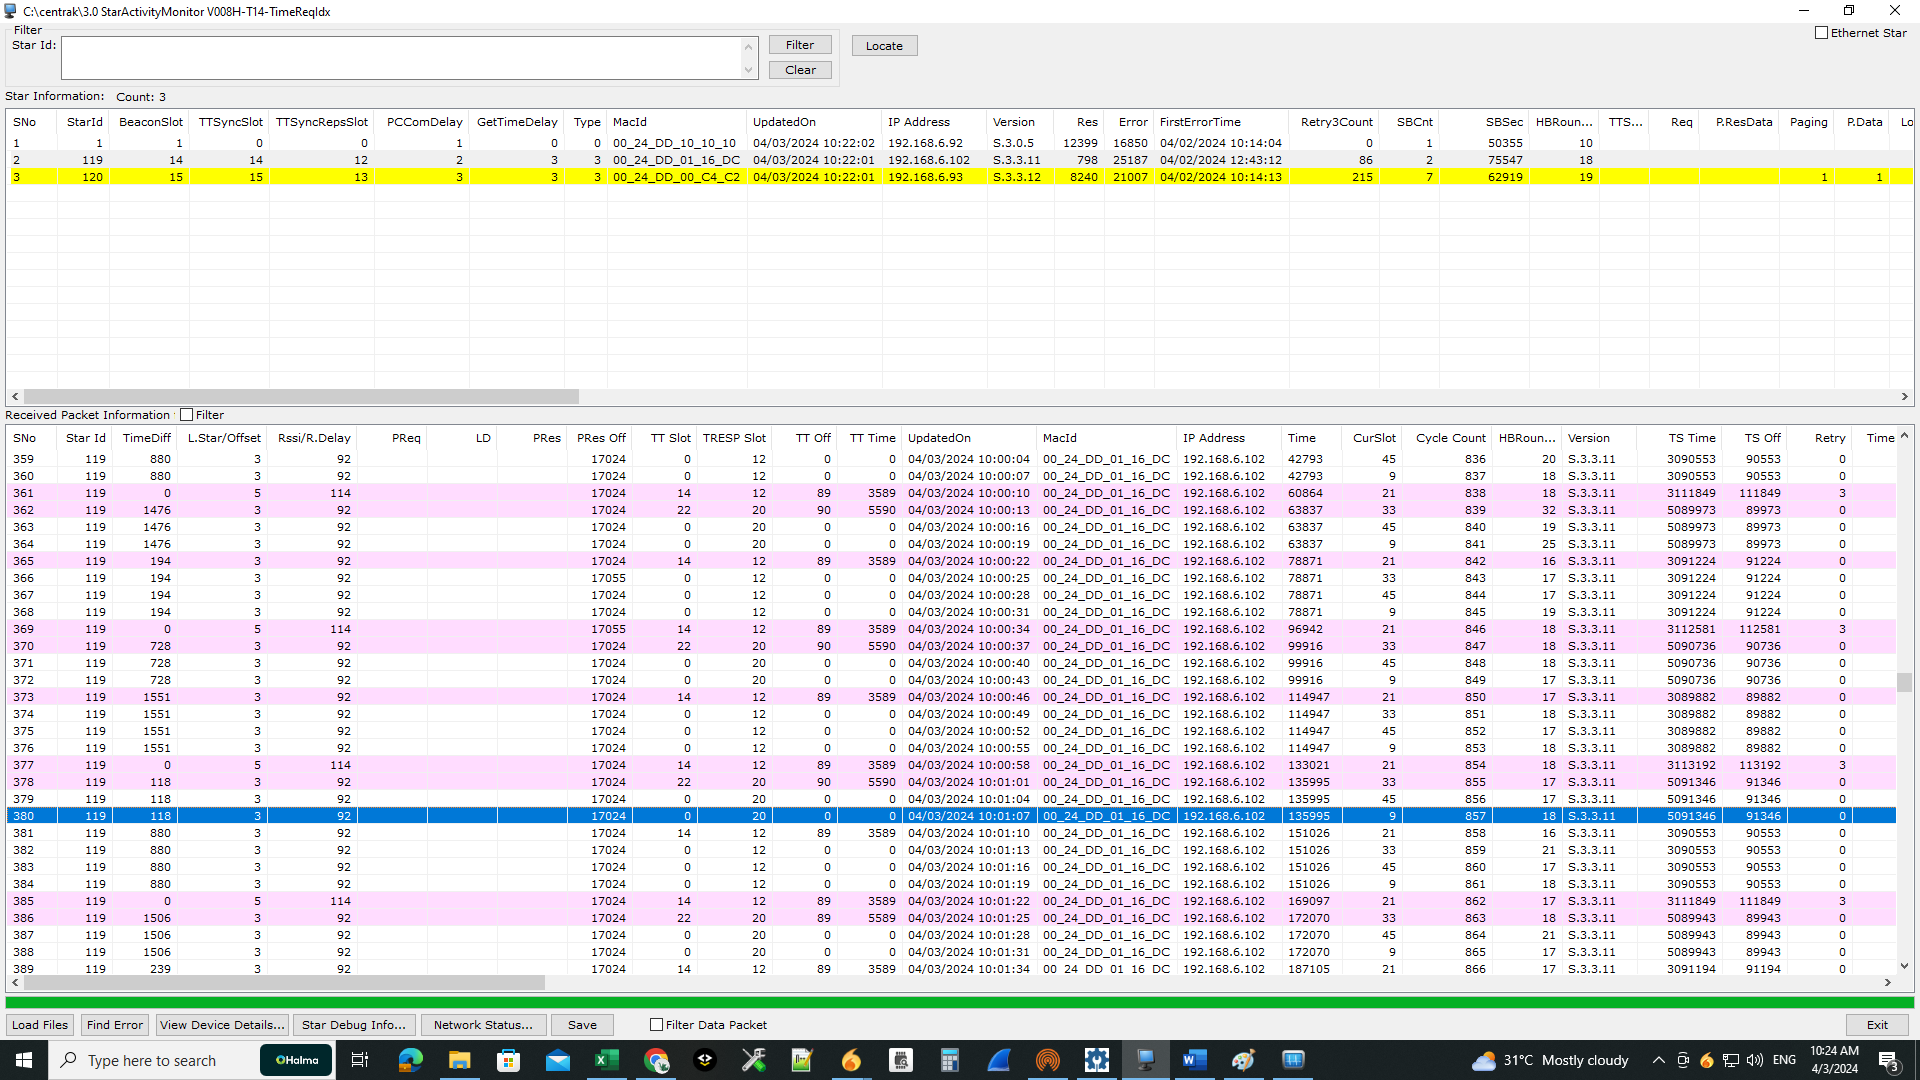 C:\centrak\3.0 StarActivityMonitor V008H-T14-TimeReqIdx
Filter
Star Id:
Filter
Clear
Locate
Ethernet Star
Star Information: Count: 3
SNo StarId BeaconSlot TTSyncSlot TTSyncRepsSlot PCComDelay GetTimeDelay Type MacId UpdatedOn IP Address Version Res Error FirstErrorTime Retry3Count SBCnt SBSec HBRoun... TTS... Req P.ResData Paging P.Data Lo
1 1 1 0 0 1 0 0 00_24_DD_10_10_10 04/03/2024 10:22:02 192.168.6.92 S.3.0.5 12399 16850 04/02/2024 10:14:04 0 1 50355 10
2 119 14 14 12 2 3 3 00_24_DD_01_16_DC 04/03/2024 10:22:01 192.168.6.102 S.3.3.11 798 25187 04/02/2024 12:43:12 86 2 75547 18
3 120 15 15 13 3 3 3 00_24_DD_00_C4_C2 04/03/2024 10:22:01 192.168.6.93 S.3.3.12 8240 21007 04/02/2024 10:14:13 215 7 62919 19 1 1
Received Packet Information Filter
SNo Star Id TimeDiff L.Star/Offset Rssi/R.Delay PReq LD PRes PRes Off TT Slot TRESP Slot TT Off TT Time UpdatedOn MacId IP Address Time CurSlot Cycle Count HBRoun... Version TS Time TS Off Retry Time
359 119 880 3 92 17024 0 12 0 0 04/03/2024 10:00:04 00_24_DD_01_16_DC 192.168.6.102 42793 45 836 20 S.3.3.11 3090553 90553 0
360 119 880 3 92 17024 0 12 0 0 04/03/2024 10:00:07 00_24_DD_01_16_DC 192.168.6.102 42793 9 837 18 S.3.3.11 3090553 90553 0
361 119 0 5 114 17024 14 12 89 3589 04/03/2024 10:00:10 00_24_DD_01_16_DC 192.168.6.102 60864 21 838 18 S.3.3.11 3111849 111849 3
362 119 1476 3 92 17024 22 20 90 5590 04/03/2024 10:00:13 00_24_DD_01_16_DC 192.168.6.102 63837 33 839 32 S.3.3.11 5089973 89973 0
363 119 1476 3 92 17024 0 20 0 0 04/03/2024 10:00:16 00_24_DD_01_16_DC 192.168.6.102 63837 45 840 19 S.3.3.11 5089973 89973 0
364 119 1476 3 92 17024 0 20 0 0 04/03/2024 10:00:19 00_24_DD_01_16_DC 192.168.6.102 63837 9 841 25 S.3.3.11 5089973 89973 0
365 119 194 3 92 17024 14 12 89 3589 04/03/2024 10:00:22 00_24_DD_01_16_DC 192.168.6.102 78871 21 842 16 S.3.3.11 3091224 91224 0
366 119 194 3 92 17055 0 12 0 0 04/03/2024 10:00:25 00_24_DD_01_16_DC 192.168.6.102 78871 33 843 17 S.3.3.11 3091224 91224 0
367 119 194 3 92 17024 0 12 0 0 04/03/2024 10:00:28 00_24_DD_01_16_DC 192.168.6.102 78871 45 844 17 S.3.3.11 3091224 91224 0
368 119 194 3 92 17024 0 12 0 0 04/03/2024 10:00:31 00_24_DD_01_16_DC 192.168.6.102 78871 9 845 19 S.3.3.11 3091224 91224 0
369 119 0 5 114 17055 14 12 89 3589 04/03/2024 10:00:34 00_24_DD_01_16_DC 192.168.6.102 96942 21 846 18 S.3.3.11 3112581 112581 3
370 119 728 3 92 17024 22 20 90 5590 04/03/2024 10:00:37 00_24_DD_01_16_DC 192.168.6.102 99916 33 847 18 S.3.3.11 5090736 90736 0
371 119 728 3 92 17024 0 20 0 0 04/03/2024 10:00:40 00_24_DD_01_16_DC 192.168.6.102 99916 45 848 18 S.3.3.11 5090736 90736 0
372 119 728 3 92 17024 0 20 0 0 04/03/2024 10:00:43 00_24_DD_01_16_DC 192.168.6.102 99916 9 849 17 S.3.3.11 5090736 90736 0
373 119 1551 3 92 17024 14 12 89 3589 04/03/2024 10:00:46 00_24_DD_01_16_DC 192.168.6.102 114947 21 850 17 S.3.3.11 3089882 89882 0
374 119 1551 3 92 17024 0 12 0 0 04/03/2024 10:00:49 00_24_DD_01_16_DC 192.168.6.102 114947 33 851 18 S.3.3.11 3089882 89882 0
375 119 1551 3 92 17024 0 12 0 0 04/03/2024 10:00:52 00_24_DD_01_16_DC 192.168.6.102 114947 45 852 17 S.3.3.11 3089882 89882 0
376 119 1551 3 92 17024 0 12 0 0 04/03/2024 10:00:55 00_24_DD_01_16_DC 192.168.6.102 114947 9 853 18 S.3.3.11 3089882 89882 0
377 119 0 5 114 17024 14 12 89 3589 04/03/2024 10:00:58 00_24_DD_01_16_DC 192.168.6.102 133021 21 854 18 S.3.3.11 3113192 113192 3
378 119 118 3 92 17024 22 20 90 5590 04/03/2024 10:01:01 00_24_DD_01_16_DC 192.168.6.102 135995 33 855 17 S.3.3.11 5091346 91346 0
379 119 118 3 92 17024 0 20 0 0 04/03/2024 10:01:04 00_24_DD_01_16_DC 192.168.6.102 135995 45 856 17 S.3.3.11 5091346 91346 0
380 119 118 3 92 17024 0 20 0 0 04/03/2024 10:01:07 00_24_DD_01_16_DC 192.168.6.102 135995 9 857 18 S.3.3.11 5091346 91346 0
381 119 880 3 92 17024 14 12 89 3589 04/03/2024 10:01:10 00_24_DD_01_16_DC 192.168.6.102 151026 21 858 16 S.3.3.11 3090553 90553 0
382 119 880 3 92 17024 0 12 0 0 04/03/2024 10:01:13 00_24_DD_01_16_DC 192.168.6.102 151026 33 859 21 S.3.3.11 3090553 90553 0
383 119 880 3 92 17024 0 12 0 0 04/03/2024 10:01:16 00_24_DD_01_16_DC 192.168.6.102 151026 45 860 17 S.3.3.11 3090553 90553 0
384 119 880 3 92 17024 0 12 0 0 04/03/2024 10:01:19 00_24_DD_01_16_DC 192.168.6.102 151026 9 861 18 S.3.3.11 3090553 90553 0
385 119 0 5 114 17024 14 12 89 3589 04/03/2024 10:01:22 00_24_DD_01_16_DC 192.168.6.102 169097 21 862 17 S.3.3.11 3111849 111849 3
386 119 1506 3 92 17024 22 20 89 5589 04/03/2024 10:01:25 00_24_DD_01_16_DC 192.168.6.102 172070 33 863 18 S.3.3.11 5089943 89943 0
387 119 1506 3 92 17024 0 20 0 0 04/03/2024 10:01:28 00_24_DD_01_16_DC 192.168.6.102 172070 45 864 21 S.3.3.11 5089943 89943 0
388 119 1506 3 92 17024 0 20 0 0 04/03/2024 10:01:31 00_24_DD_01_16_DC 192.168.6.102 172070 9 865 17 S.3.3.11 5089943 89943 0
389 119 239 3 92 17024 14 12 89 3589 04/03/2024 10:01:34 00_24_DD_01_16_DC 192.168.6.102 187105 21 866 17 S.3.3.11 3091194 91194 0
Load Files Find Error View Device Details... Star Debug Info... Network Status... Save Filter Data Packet Exit
Type here to search Halma 31°C Mostly cloudy ENG 10:24 AM
4/3/2024 3